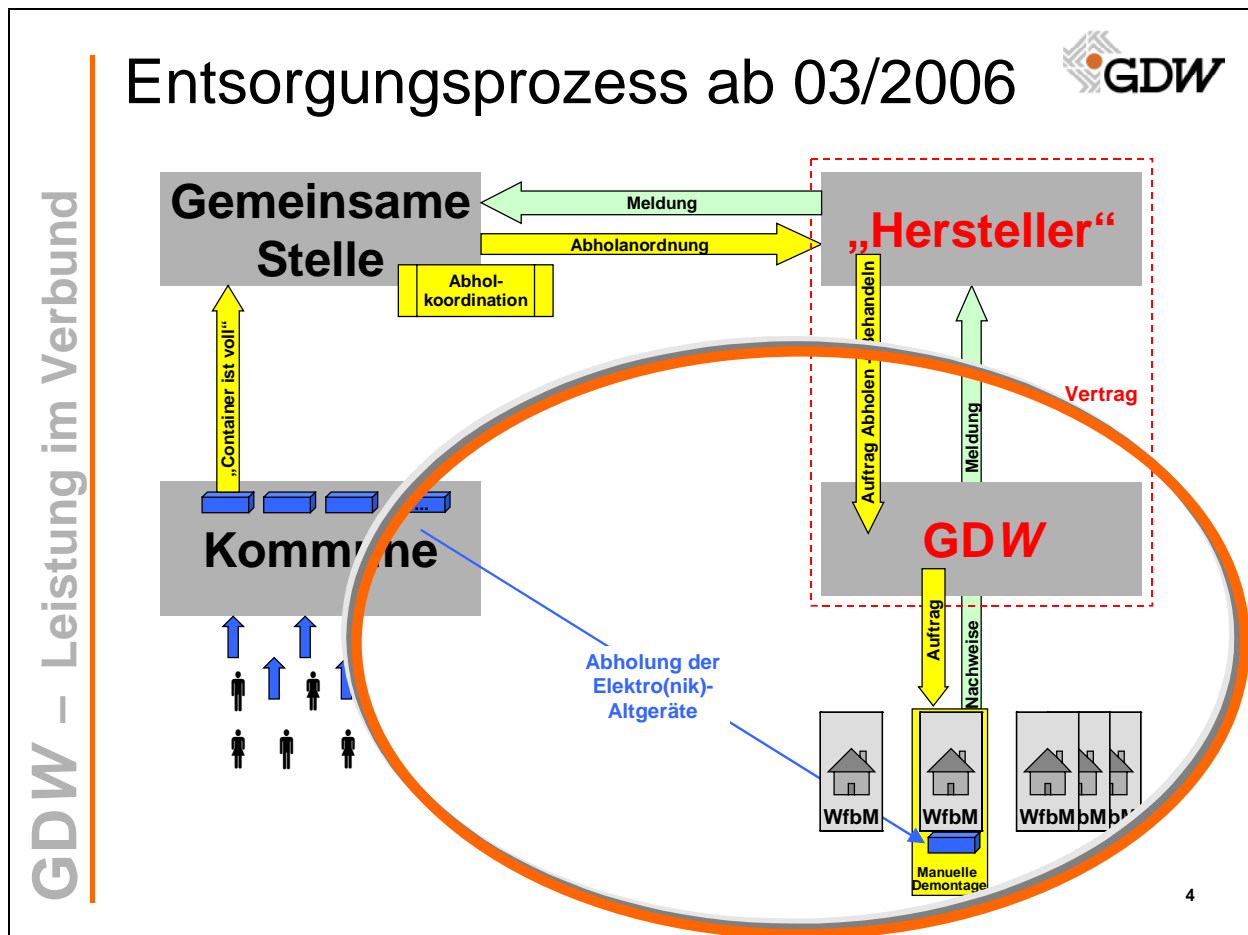 Entsorgungsprozess ab 03/2006
GDW
GDW – Leistung im Verbund
Gemeinsame
Stelle
Meldung
Abholanordnung
Abhol-
koordination
„Hersteller“
„Container ist voll“
Auftrag Abholen - Behandeln
Meldung
Vertrag
...
Kommune
GDW
Auftrag
Nachweise
Abholung der
Elektro(nik)-
Altgeräte
WfbM
WfbM
WfbM
bM
bM
Manuelle
Demontage
4